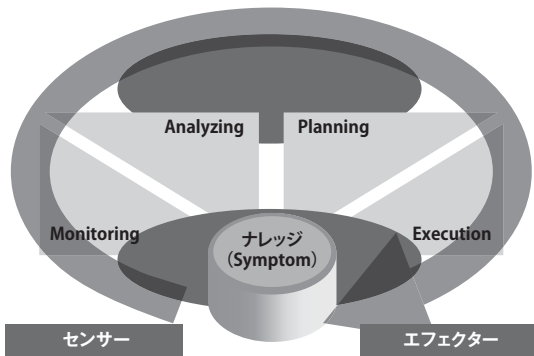 Analyzing
Planning
Monitoring
ナレッジ
（Symptom）
Execution
センサー
エフェクター